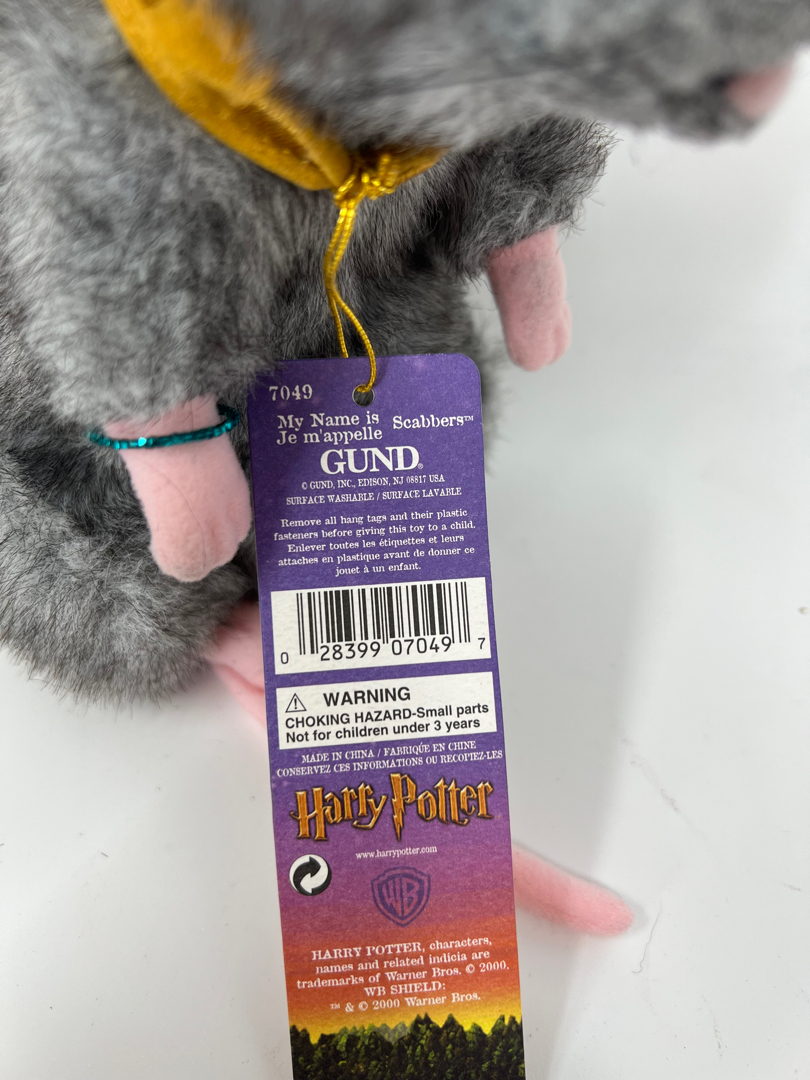 7049
My Name is
Je m'appelle
Scabbers™
GUND®
© GUND, INC., EDISON, NJ 08817 USA
SURFACE WASHABLE / SURFACE LAVABLE
Remove all hang tags and their plastic
fasteners before giving this toy to a child.
Enlever toutes les étiquettes et leurs
attaches en plastique avant de donner ce
jouet à un enfant.
0 28399 07049 7
WARNING
CHOKING HAZARD-Small parts
Not for children under 3 years
MADE IN CHINA / FABRIQUÉ EN CHINE
CONSERVEZ CES INFORMATIONS OU RECOPIEZ-LES
Harry Potter
www.harrypotter.com
WB
HARRY POTTER, characters,
names and related indicia are
trademarks of Warner Bros. © 2000.
WB SHIELD:
™ & © 2000 Warner Bros.